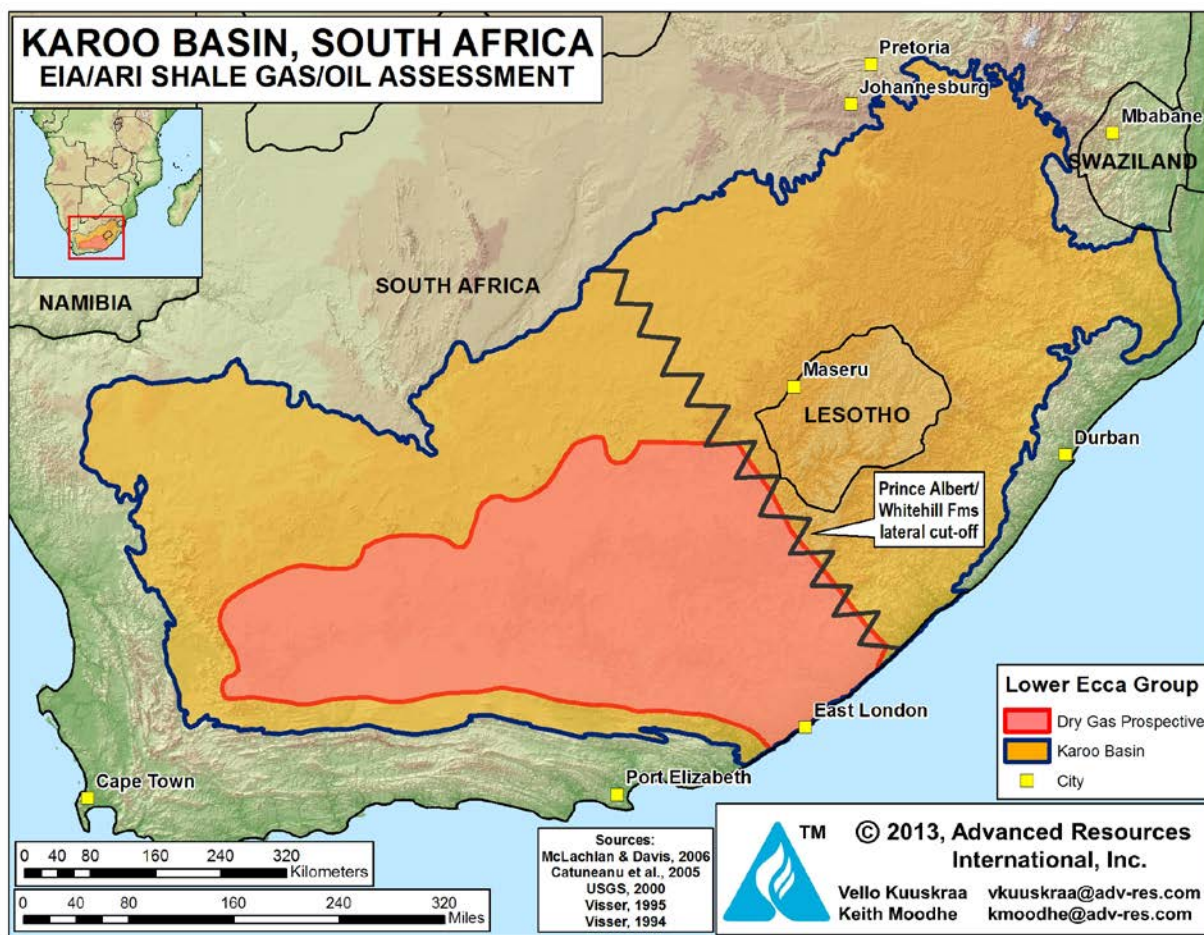 KAROO BASIN, SOUTH AFRICA
EIA/ARI SHALE GAS/OIL ASSESSMENT
Pretoria
Johannesburg
Mbabane
SWAZILAND
NAMIBIA
SOUTH AFRICA
Maseru
LESOTHO
Durban
Prince Albert/
Whitehill Fms
lateral cut-off
East London
Port Elizabeth
Cape Town
Lower Ecca Group
Dry Gas Prospective
Karoo Basin
City
0 40 80 160 240 320
Kilometers
0 40 80 160 240 320
Miles
Sources:
McLachlan & Davis, 2006
Catuneanu et al., 2005
USGS, 2000
Visser, 1995
Visser, 1994
TM
© 2013, Advanced Resources
International, Inc.
Vello Kuuskraa vkuuskraa@adv-res.com
Keith Moodhe kmoodhe@adv-res.com